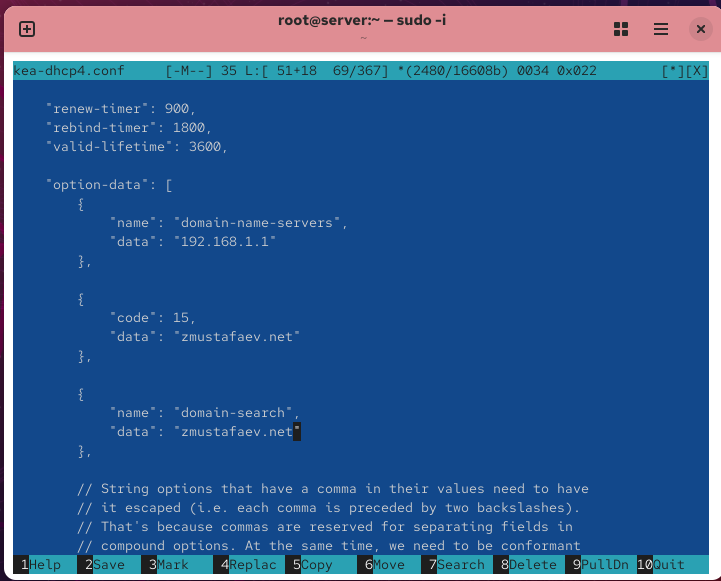 root@server:~ — sudo -i
~
kea-dhcp4.conf     [-M--] 35 L:[ 51+18  69/367] *(2480/16608b) 0034 0x022        [*][X]
"renew-timer": 900,
"rebind-timer": 1800,
"valid-lifetime": 3600,
"option-data": [
{
"name": "domain-name-servers",
"data": "192.168.1.1"
},
{
"code": 15,
"data": "zmustafaev.net"
},
{
"name": "domain-search",
"data": "zmustafaev.net"
},
// String options that have a comma in their values need to have
// it escaped (i.e. each comma is preceded by two backslashes).
// That's because commas are reserved for separating fields in
// compound options. At the same time, we need to be conformant
1Help  2Save  3Mark  4Replac  5Copy  6Move  7Search  8Delete  9PullDn  10Quit